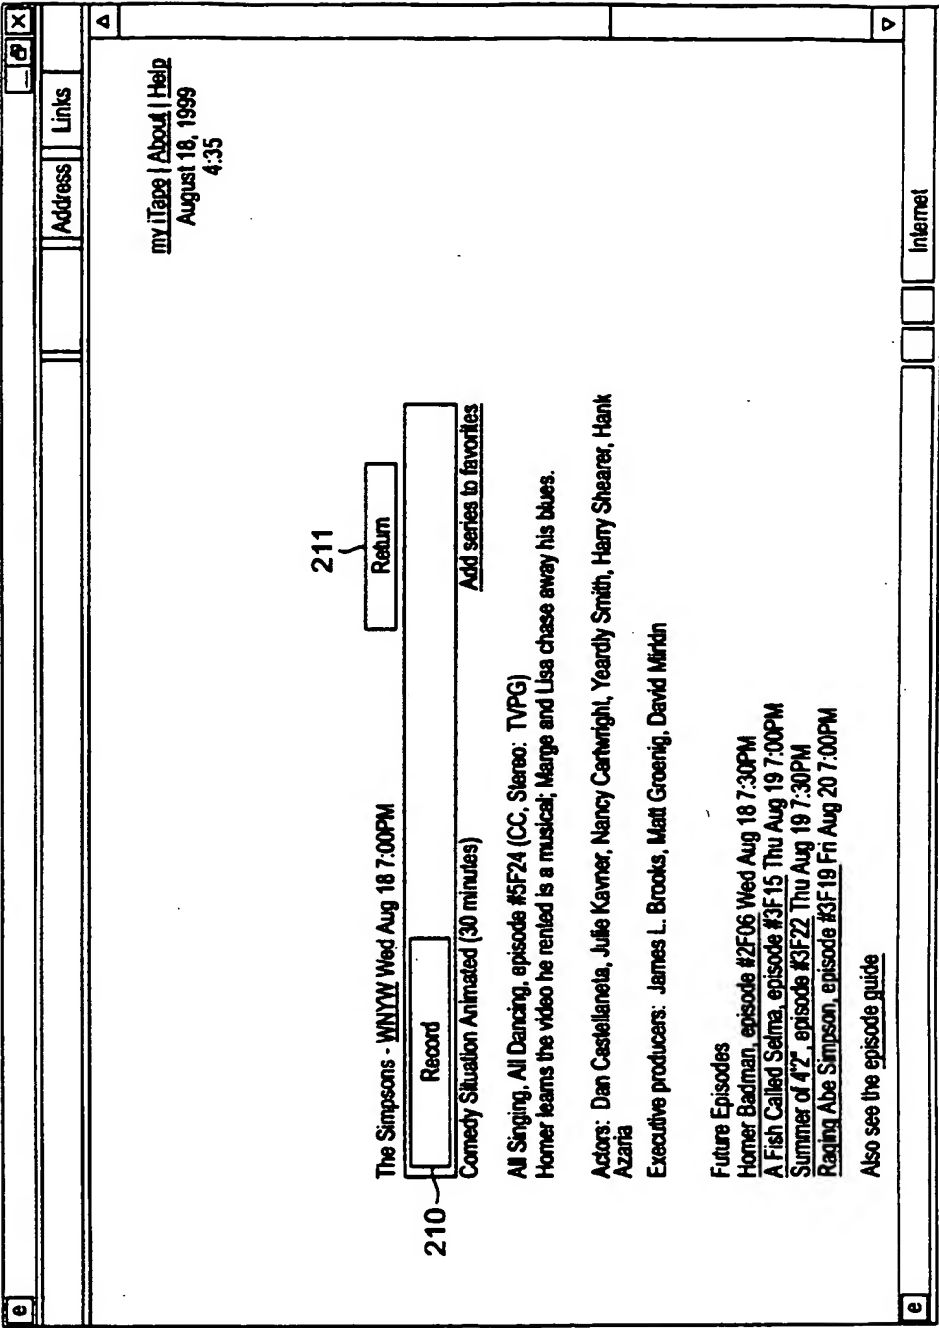 e
_ X
Address Links
my iTape | About | Help
August 18, 1999
4:35
211
Return
The Simpsons - WNYW Wed Aug 18 7:00PM
210
Record
Comedy Situation Animated (30 minutes) Add series to favorites
All Singing, All Dancing, episode #5F24 (CC, Stereo: TVPG)
Homer learns the video he rented is a musical; Marge and Lisa chase away his blues.
Actors: Dan Castellaneta, Julie Kavner, Nancy Cartwright, Yeardly Smith, Harry Shearer, Hank
Azaria
Executive producers: James L. Brooks, Matt Groenig, David Mirkin
Future Episodes
Homer Badman, episode #2F06 Wed Aug 18 7:30PM
A Fish Called Selma, episode #3F15 Thu Aug 19 7:00PM
Summer of 4'2", episode #3F22 Thu Aug 19 7:30PM
Raging Abe Simpson, episode #3F19 Fri Aug 20 7:00PM
Also see the episode guide
e
Internet